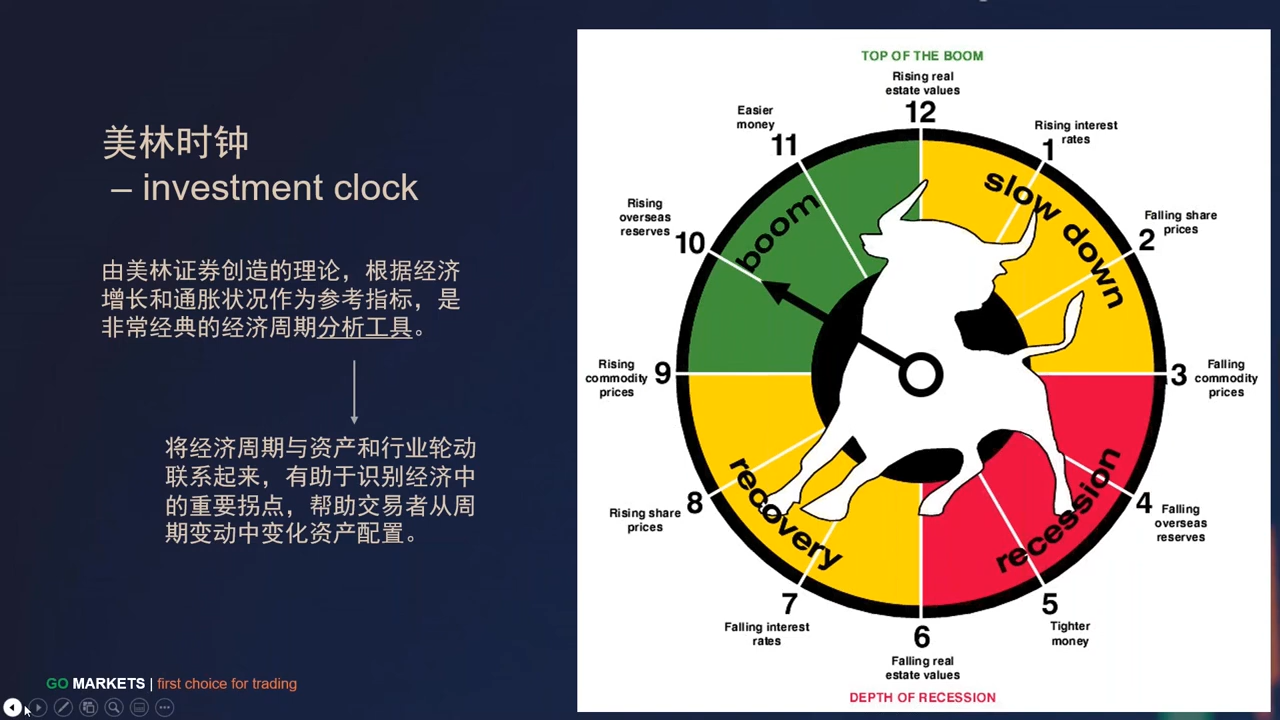 美林时钟
– investment clock
由美林证券创造的理论，根据经济
增长和通胀状况作为参考指标，是
非常经典的经济周期分析工具。
将经济周期与资产和行业轮动
联系起来，有助于识别经济中
的重要拐点，帮助交易者从周
期变动中变化资产配置。
GO MARKETS | first choice for trading
TOP OF THE BOOM
Rising real
estate values
12
Rising interest
rates
1
Falling share
prices
2
Falling
commodity
prices
3
Falling
overseas
reserves
4
Tighter
money
5
6
Falling real
estate values
DEPTH OF RECESSION
7
Falling interest
rates
8
Rising share
prices
9
Rising
commodity
prices
10
Rising
overseas
reserves
11
Easier
money
boom
slow down
recession
recovery